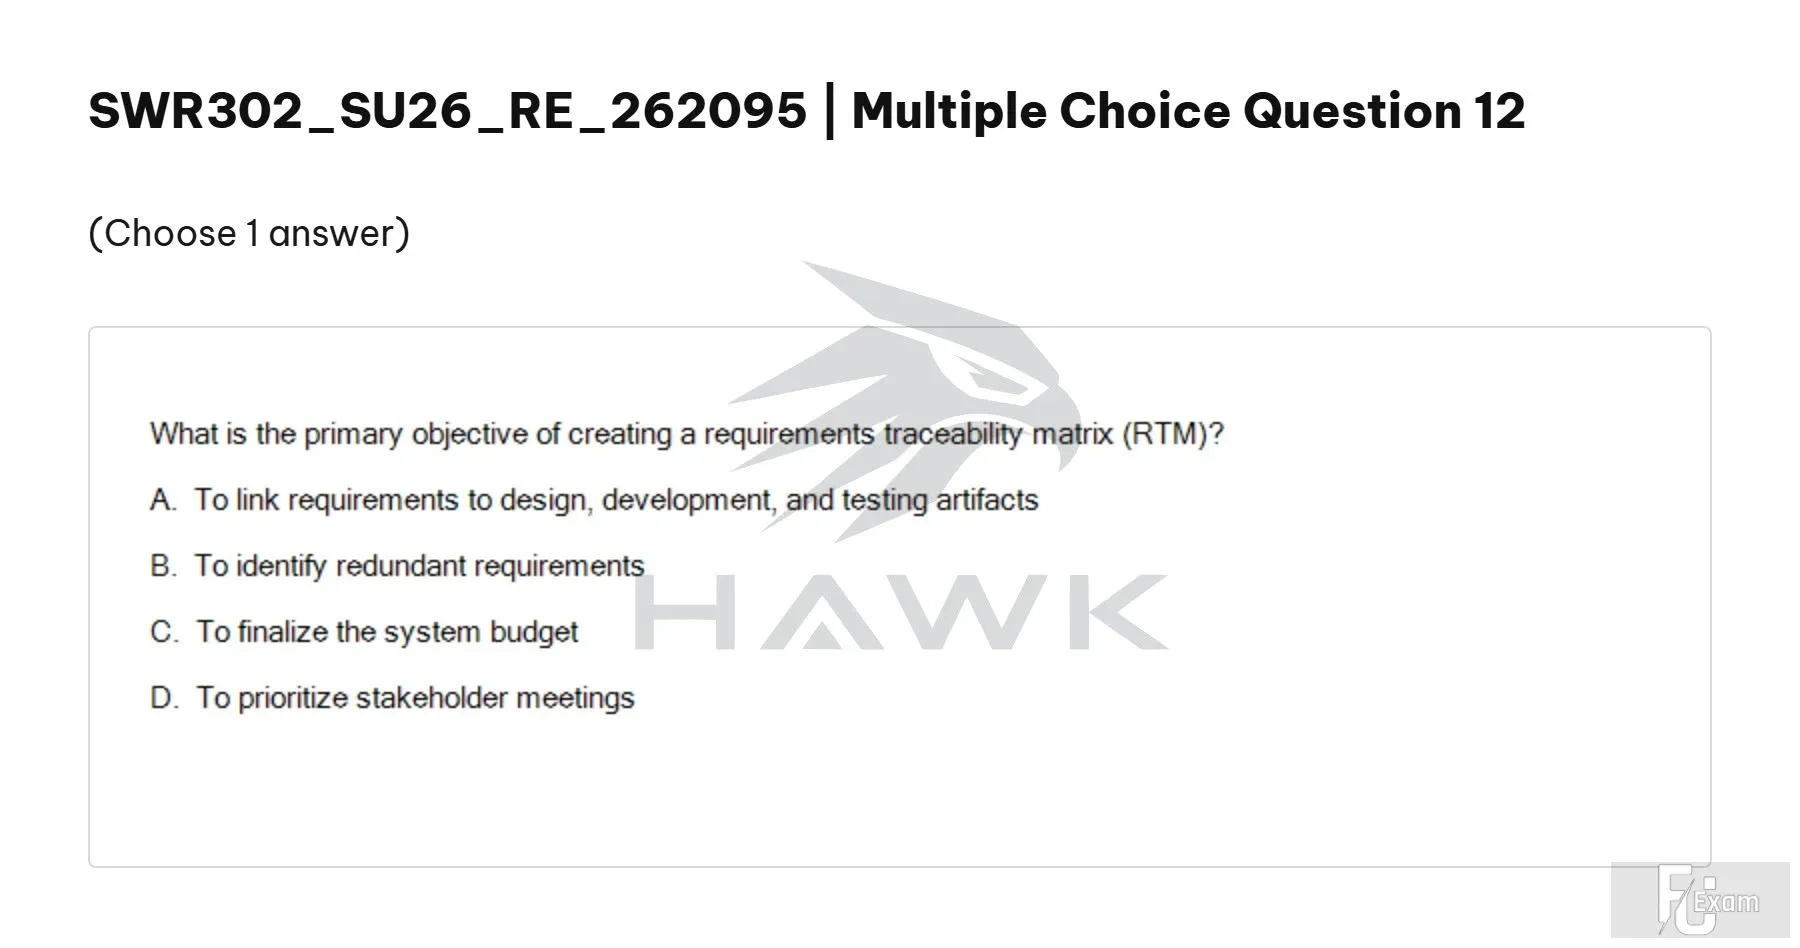 SWR302_SU26_RE_262095 | Multiple Choice Question 12
(Choose 1 answer)
What is the primary objective of creating a requirements traceability matrix (RTM)?
A. To link requirements to design, development, and testing artifacts
B. To identify redundant requirements
C. To finalize the system budget
D. To prioritize stakeholder meetings
HAWK
FU Exam